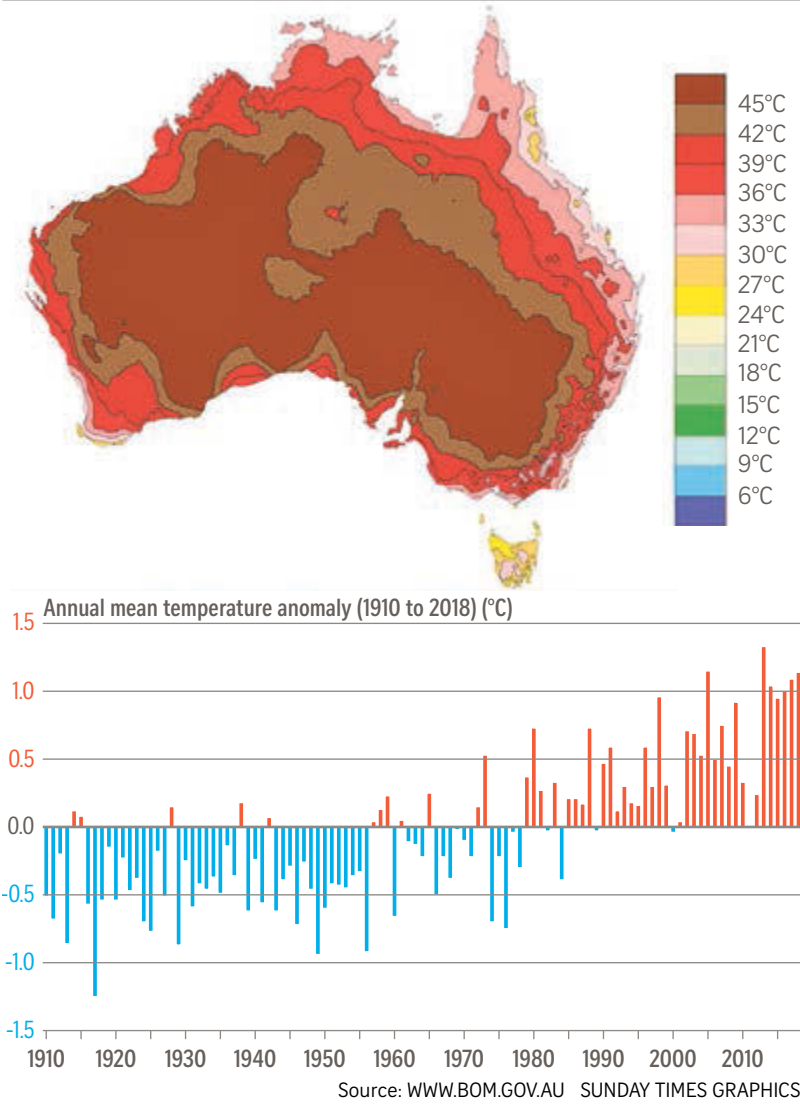 45°C
42°C
39°C
36°C
33°C
30°C
27°C
24°C
21°C
18°C
15°C
12°C
9°C
6°C
Annual mean temperature anomaly (1910 to 2018) (°C)
1.5
1.0
0.5
0.0
-0.5
-1.0
-1.5
1910 1920 1930 1940 1950 1960 1970 1980 1990 2000 2010
Source: WWW.BOM.GOV.AU SUNDAY TIMES GRAPHICS